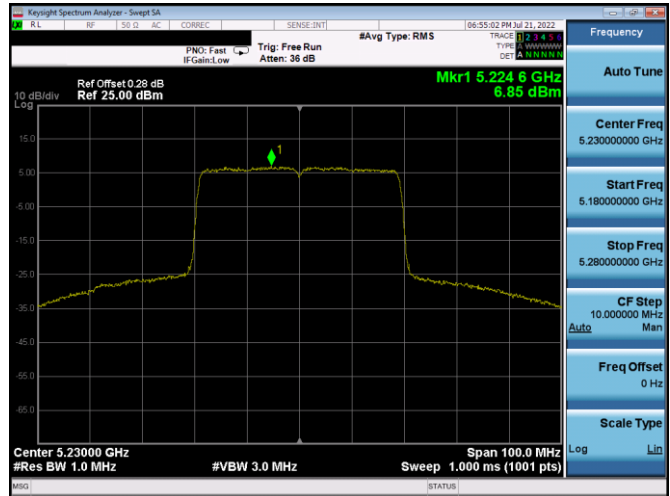 Keysight Spectrum Analyzer - Swept SA
RL RF 50 Ω AC CORREC SENSE:INT 06:55:02 PM Jul 21, 2022
#Avg Type: RMS
TRACE 1 2 3 4 5 6
TYPE A WWWWW
DET A N N N N N
PNO: Fast
IFGain:Low
Trig: Free Run
Atten: 36 dB
Mkr1 5.224 6 GHz
6.85 dBm
Ref Offset 0.28 dB
10 dB/div Ref 25.00 dBm
Log
15.0
1
5.00
-5.00
-15.0
-25.0
-35.0
-45.0
-55.0
-65.0
Center 5.23000 GHz Span 100.0 MHz
#Res BW 1.0 MHz #VBW 3.0 MHz Sweep 1.000 ms (1001 pts)
MSG STATUS
Frequency
Auto Tune
Center Freq
5.230000000 GHz
Start Freq
5.180000000 GHz
Stop Freq
5.280000000 GHz
CF Step
10.000000 MHz
Auto Man
Freq Offset
0 Hz
Scale Type
Log Lin